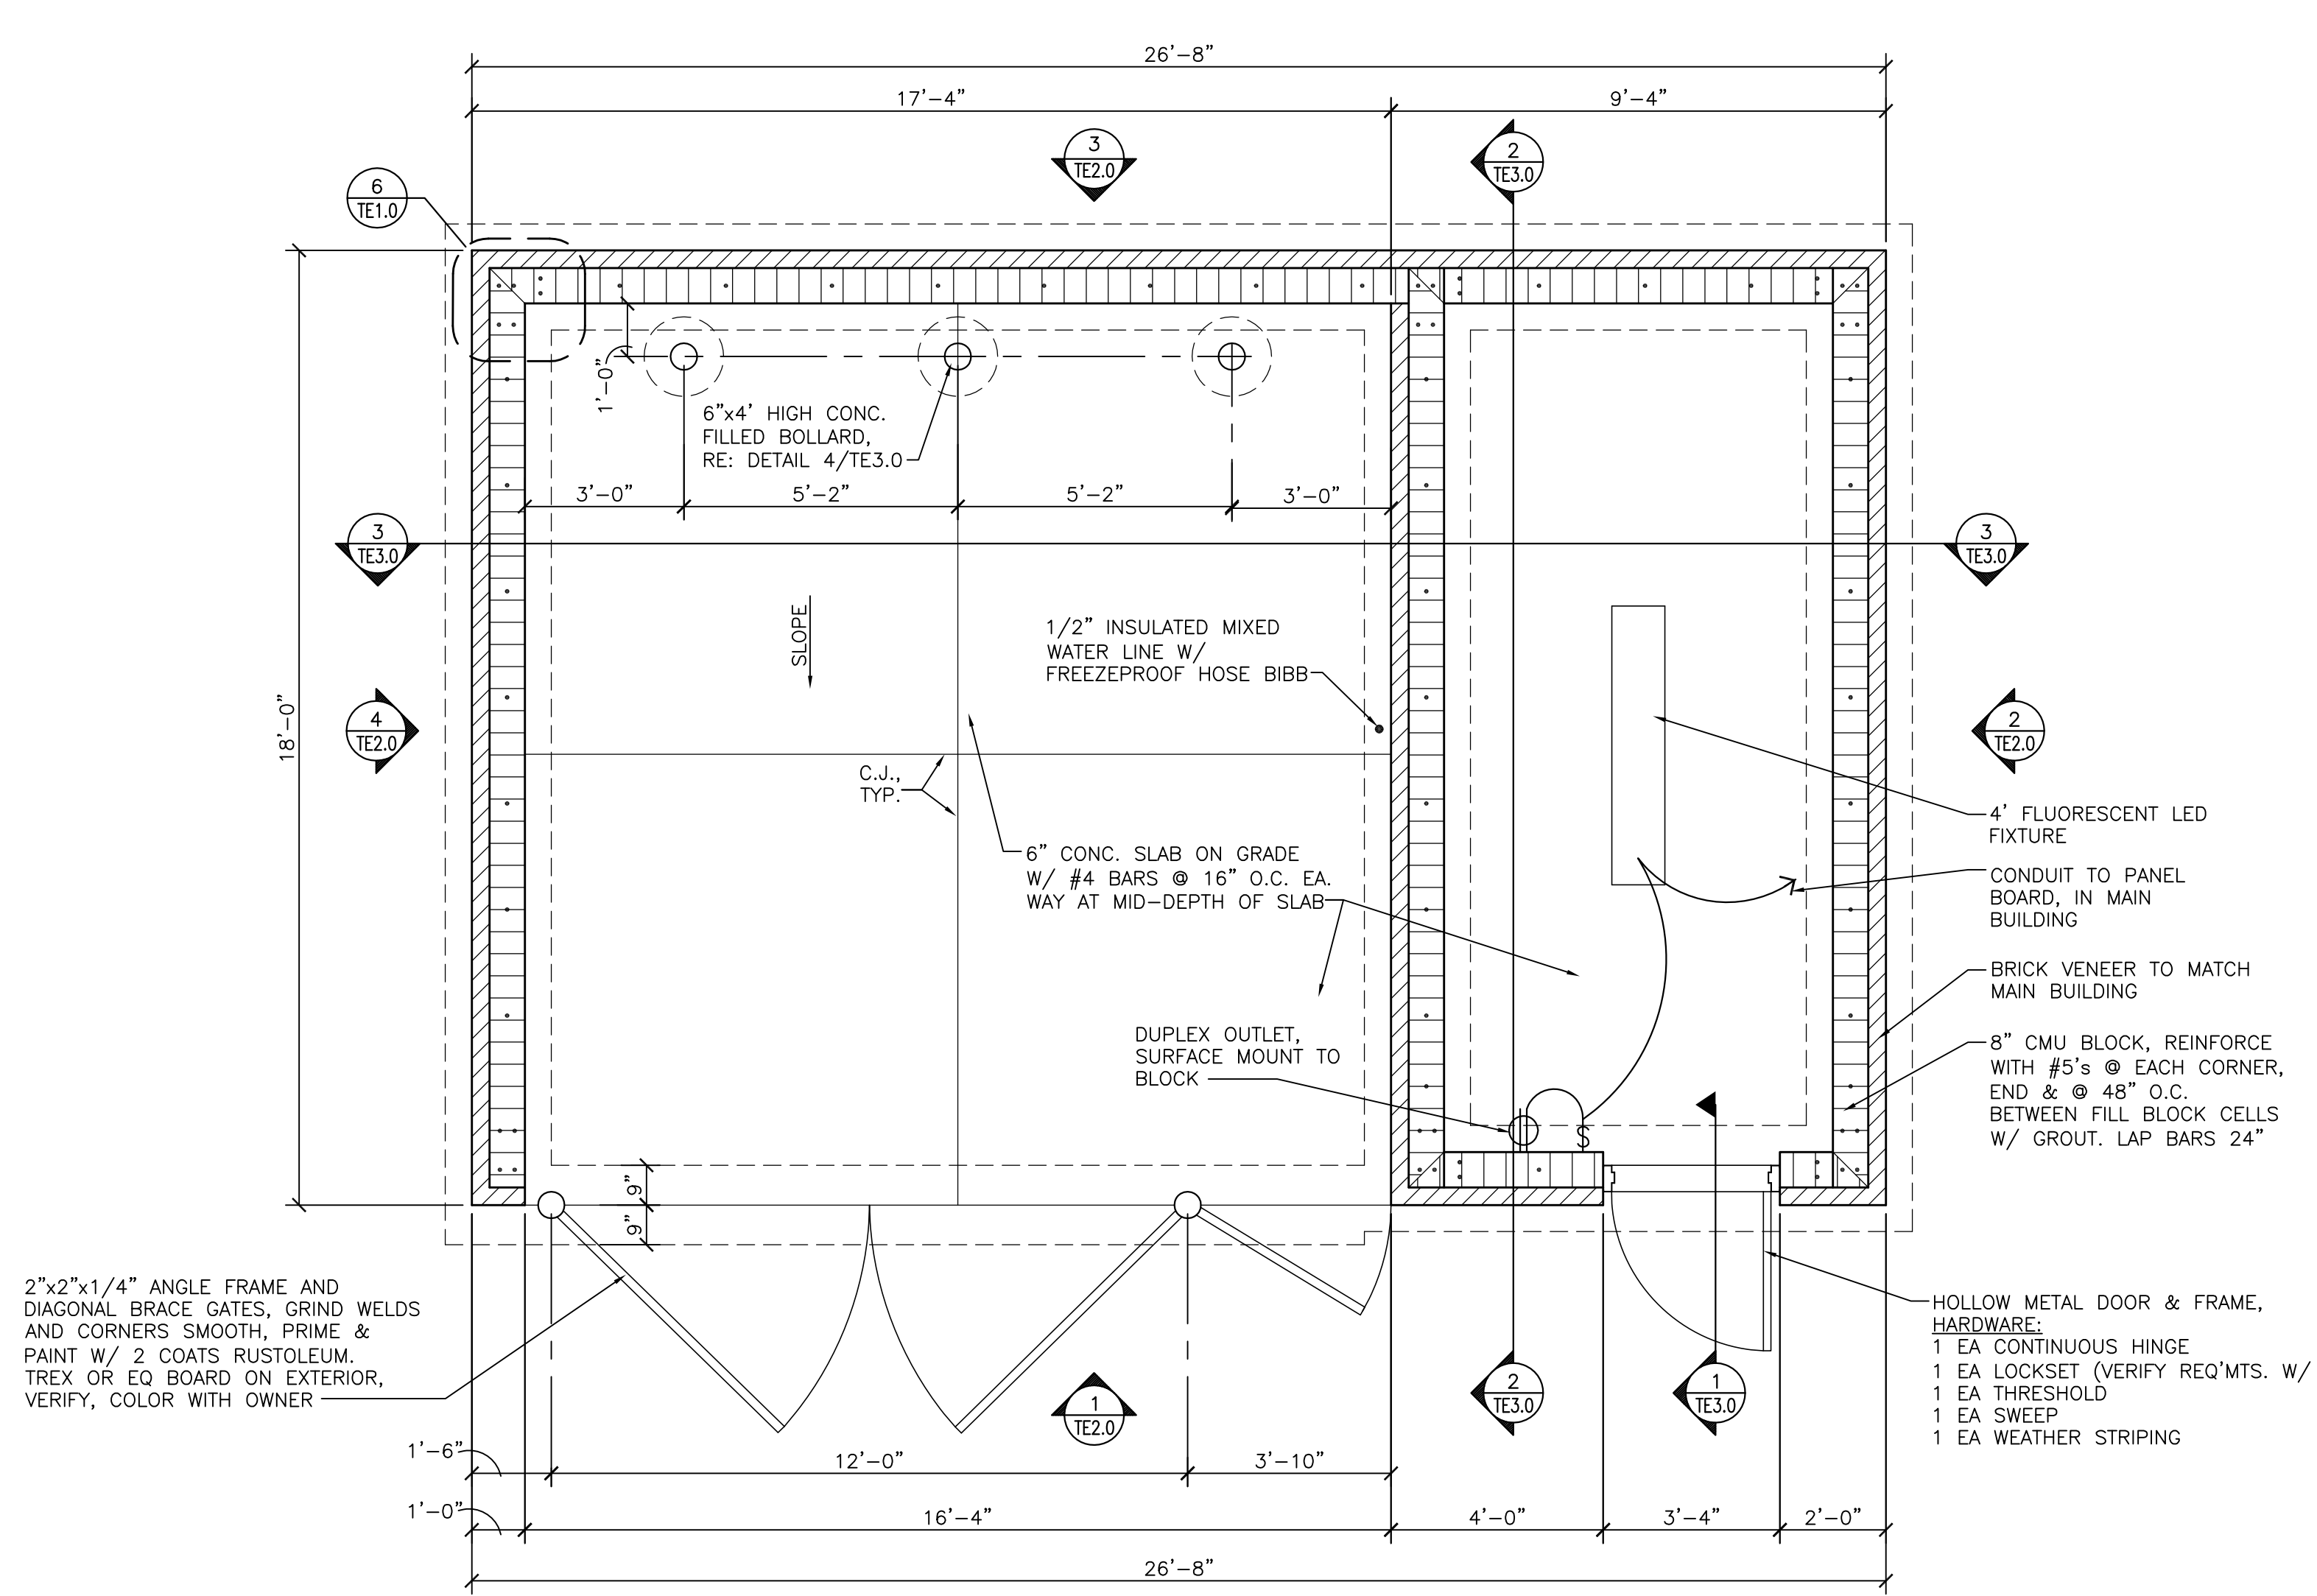 26'-8"
17'-4"
9'-4"
3
TE2.0
2
TE3.0
6
TE1.0
1'-0"
6"x4' HIGH CONC.
FILLED BOLLARD,
RE: DETAIL 4/TE3.0
3'-0"
5'-2"
5'-2"
3'-0"
3
TE3.0
3
TE3.0
SLOPE
1/2" INSULATED MIXED
WATER LINE W/
FREEZEPROOF HOSE BIBB
18'-0"
4
TE2.0
2
TE2.0
C.J.,
TYP.
4' FLUORESCENT LED
FIXTURE
6" CONC. SLAB ON GRADE
W/ #4 BARS @ 16" O.C. EA.
WAY AT MID-DEPTH OF SLAB
CONDUIT TO PANEL
BOARD, IN MAIN
BUILDING
BRICK VENEER TO MATCH
MAIN BUILDING
DUPLEX OUTLET,
SURFACE MOUNT TO
BLOCK
8" CMU BLOCK, REINFORCE
WITH #5's @ EACH CORNER,
END & @ 48" O.C.
BETWEEN FILL BLOCK CELLS
W/ GROUT. LAP BARS 24"
S
9"
9"
2"x2"x1/4" ANGLE FRAME AND
DIAGONAL BRACE GATES, GRIND WELDS
AND CORNERS SMOOTH, PRIME &
PAINT W/ 2 COATS RUSTOLEUM.
TREX OR EQ BOARD ON EXTERIOR,
VERIFY, COLOR WITH OWNER
HOLLOW METAL DOOR & FRAME,
HARDWARE:
1 EA CONTINUOUS HINGE
1 EA LOCKSET (VERIFY REQ'MTS. W/
1 EA THRESHOLD
1 EA SWEEP
1 EA WEATHER STRIPING
1
TE2.0
2
TE3.0
1
TE3.0
1'-6"
12'-0"
3'-10"
1'-0"
16'-4"
4'-0"
3'-4"
2'-0"
26'-8"